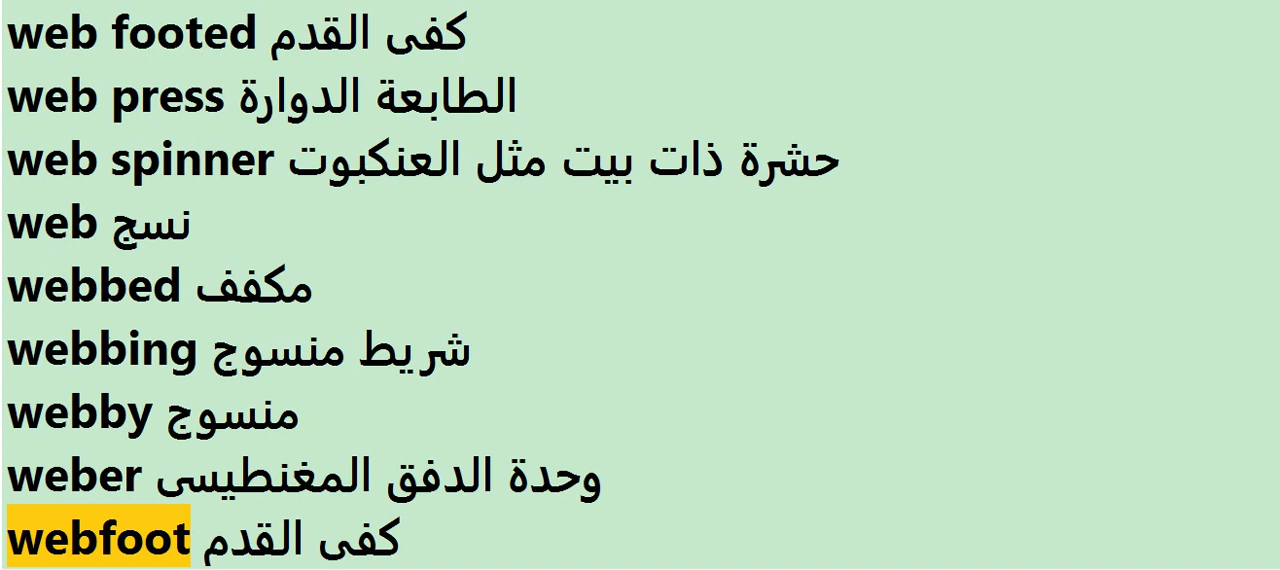 web footed كفى القدم
web press الطابعة الدوارة
web spinner حشرة ذات بيت مثل العنكبوت
web نسج
webbed مكفف
webbing شريط منسوج
webby منسوج
weber وحدة الدفق المغنطيسى
webfoot كفى القدم